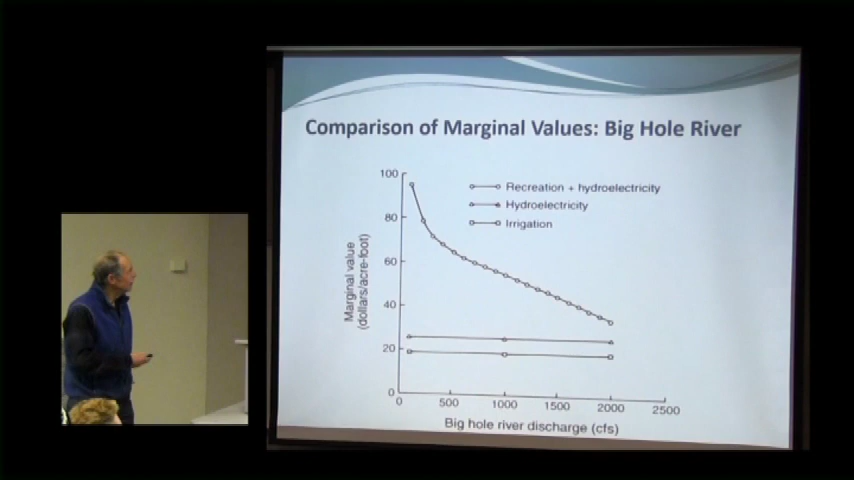 Comparison of Marginal Values: Big Hole River
100
80
60
40
20
0
Marginal value
(dollars/acre-foot)
Recreation + hydroelectricity
Hydroelectricity
Irrigation
0 500 1000 1500 2000 2500
Big hole river discharge (cfs)